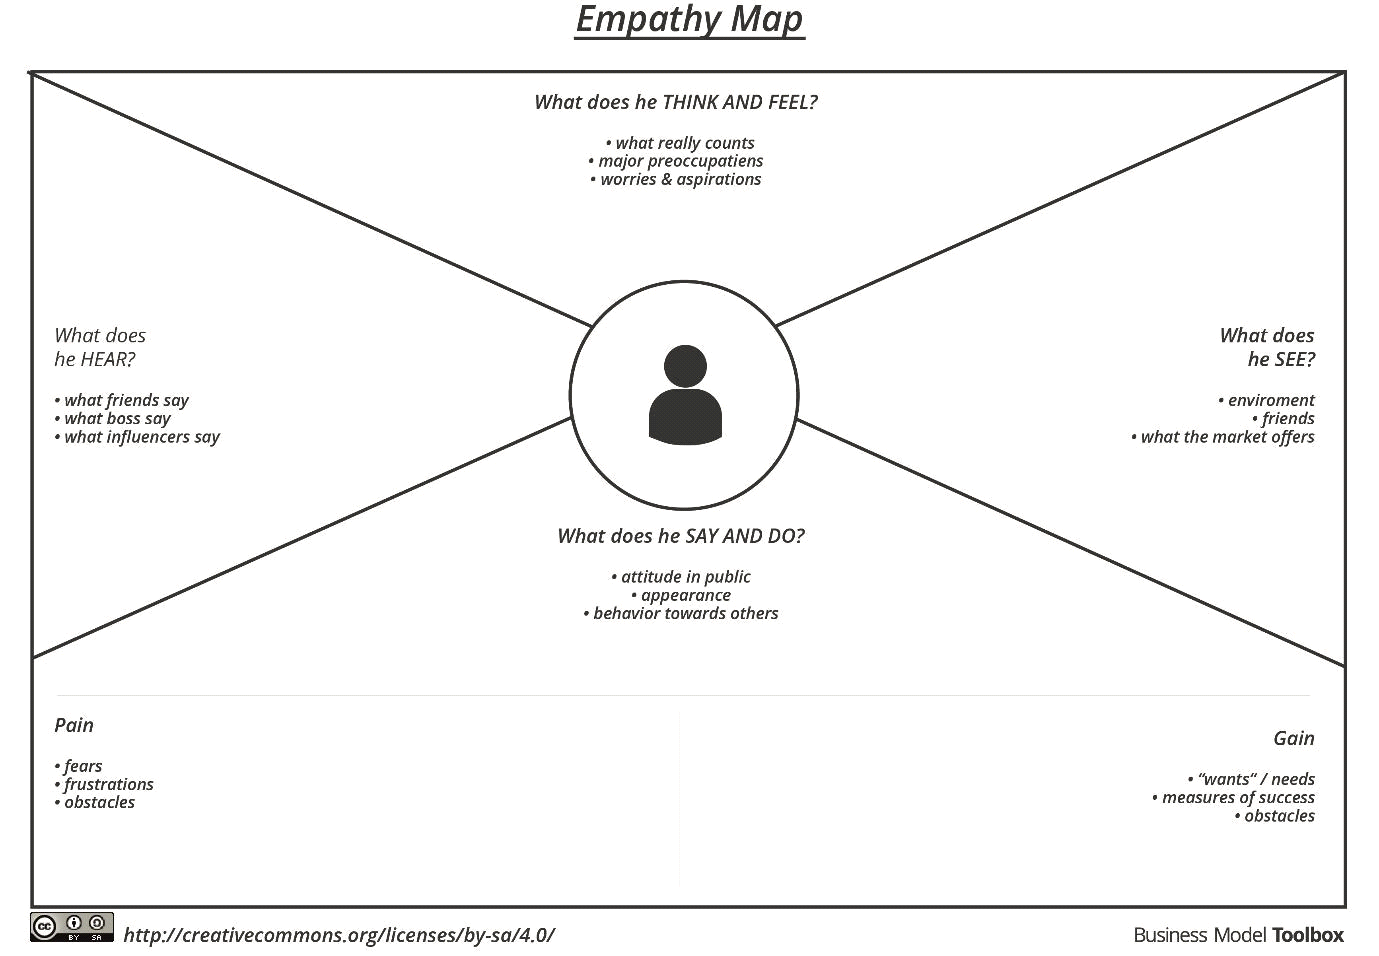 Empathy Map
What does he THINK AND FEEL?
• what really counts
• major preoccupatiens
• worries & aspirations
What does
he HEAR?
• what friends say
• what boss say
• what influencers say
What does
he SEE?
• enviroment
• friends
• what the market offers
What does he SAY AND DO?
• attitude in public
• appearance
• behavior towards others
Pain
• fears
• frustrations
• obstacles
Gain
• “wants“ / needs
• measures of success
• obstacles
cc BY SA
http://creativecommons.org/licenses/by-sa/4.0/
Business Model Toolbox